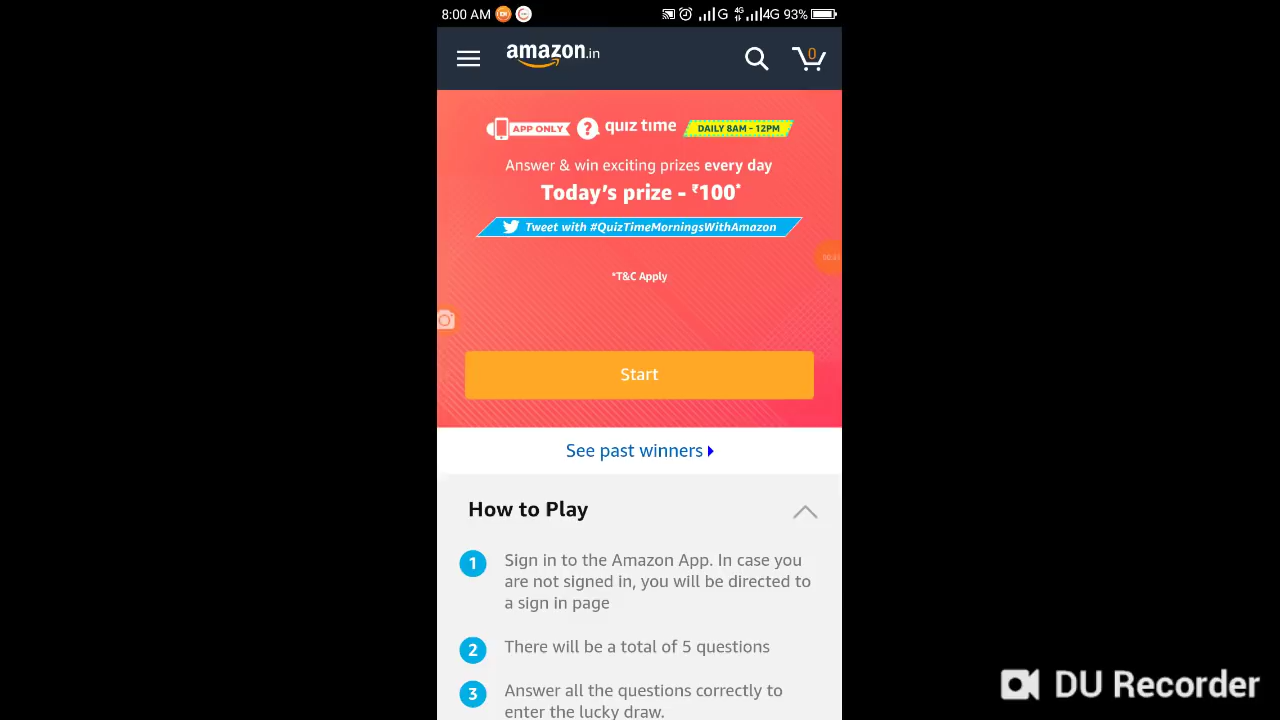 8:00 AM G 4G 4G 93%
amazon.in
0
APP ONLY ? quiz time DAILY 8AM - 12PM
Answer & win exciting prizes every day
Today's prize - ₹100*
Tweet with #QuizTimeMorningsWithAmazon
*T&C Apply
Start
See past winners
How to Play
1 Sign in to the Amazon App. In case you
are not signed in, you will be directed to
a sign in page
2 There will be a total of 5 questions
3 Answer all the questions correctly to
enter the lucky draw.
DU Recorder